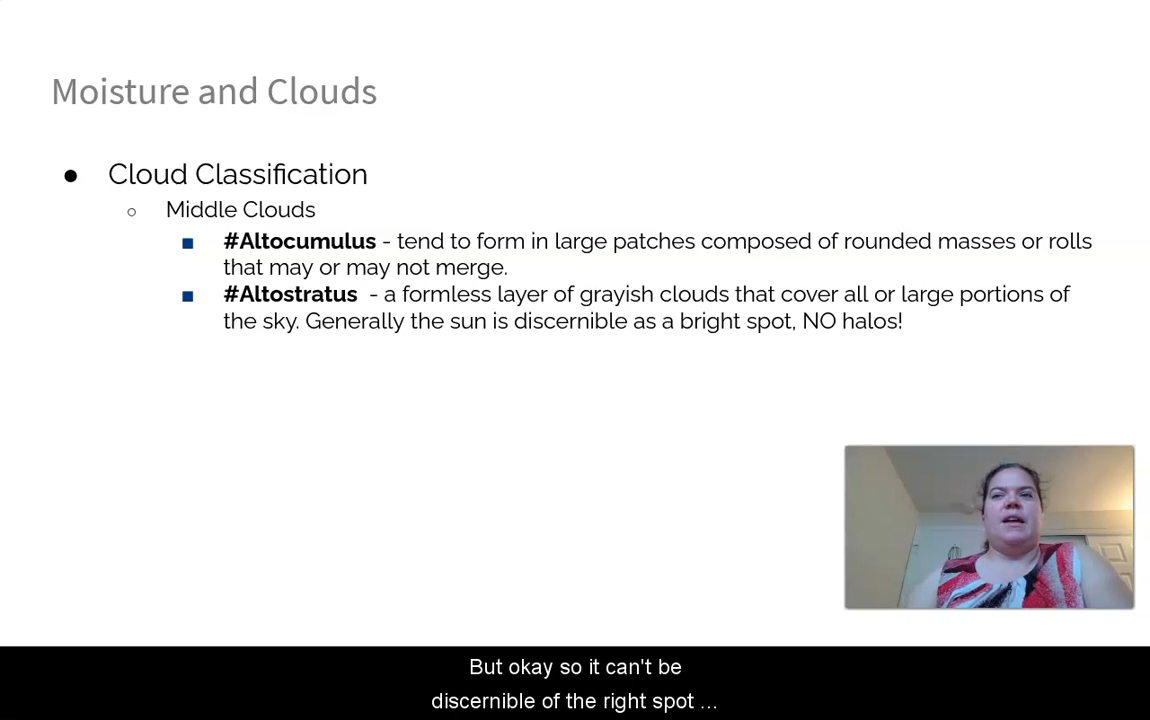 Moisture and Clouds
● Cloud Classification
○ Middle Clouds
■ #Altocumulus - tend to form in large patches composed of rounded masses or rolls
that may or may not merge.
■ #Altostratus - a formless layer of grayish clouds that cover all or large portions of
the sky. Generally the sun is discernible as a bright spot, NO halos!
But okay so it can't be
discernible of the right spot ...